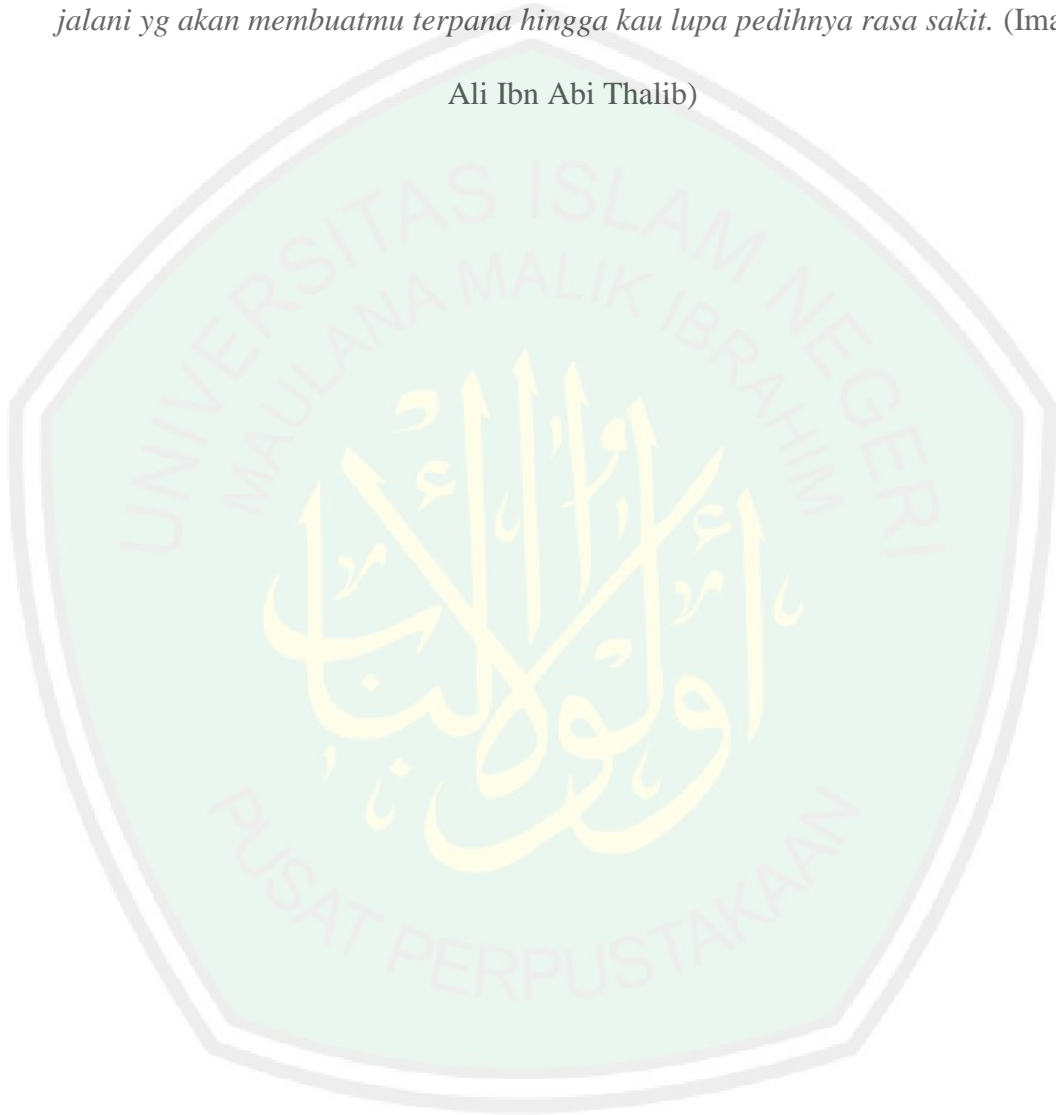 jalani yg akan membuatmu terpana hingga kau lupa pedihnya rasa sakit. (Ima
Ali Ibn Abi Thalib)
UNIVERSITAS ISLAM NEGERI
MAULANA MALIK IBRAHIM
أولوا الألباب
PUSAT PERPUSTAKAAN